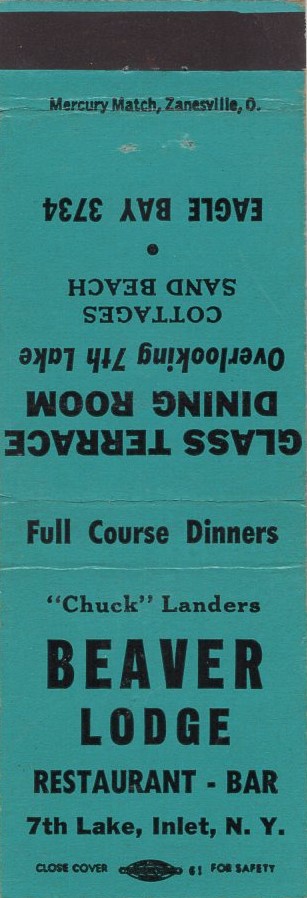 Mercury Match, Zanesville, O.
GLASS TERRACE
DINING ROOM
Overlooking 7th Lake
COTTAGES
SAND BEACH
•
EAGLE BAY 3734
Full Course Dinners
"Chuck" Landers
BEAVER
LODGE
RESTAURANT - BAR
7th Lake, Inlet, N. Y.
CLOSE COVER 61 FOR SAFETY